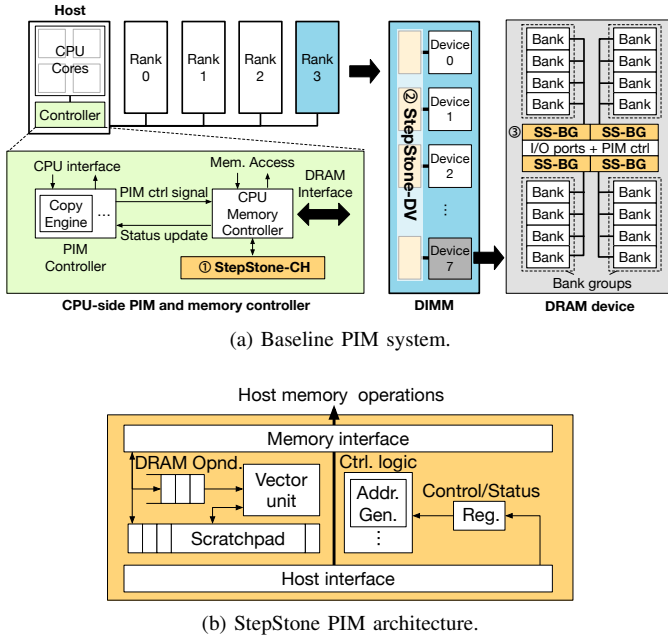 Host
CPU
Cores
Controller
Rank
0
Rank
1
Rank
2
Rank
3
CPU interface
Mem. Access
PIM ctrl signal
DRAM
Interface
Copy
Engine
...
CPU
Memory
Controller
Status update
PIM
Controller
① StepStone-CH
CPU-side PIM and memory controller
② StepStone-DV
Device
0
Device
1
Device
2
⋮
Device
7
DIMM
Bank
Bank
Bank
Bank
Bank
Bank
Bank
Bank
③ SS-BG SS-BG
I/O ports + PIM ctrl
SS-BG SS-BG
Bank
Bank
Bank
Bank
Bank
Bank
Bank
Bank
Bank groups
DRAM device
(a) Baseline PIM system.
Host memory operations
Memory interface
DRAM Opnd.
Vector
unit
Scratchpad
Ctrl. logic
Addr.
Gen.
⋮
Control/Status
Reg.
Host interface
(b) StepStone PIM architecture.